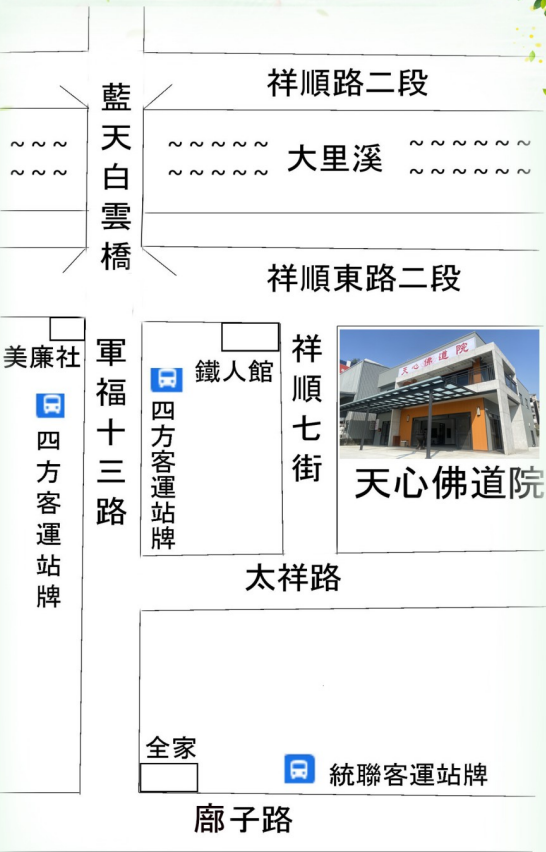 祥順路二段
藍天白雲橋
~~~ ~~~~~ 大里溪 ~~~~~~
~~~ ~~~~~ ~~~~~~
祥順東路二段
美廉社
軍福十三路
鐵人館
祥順七街
天心佛道院
四方客運站牌
四方客運站牌
天心佛道院
太祥路
全家
統聯客運站牌
廍子路